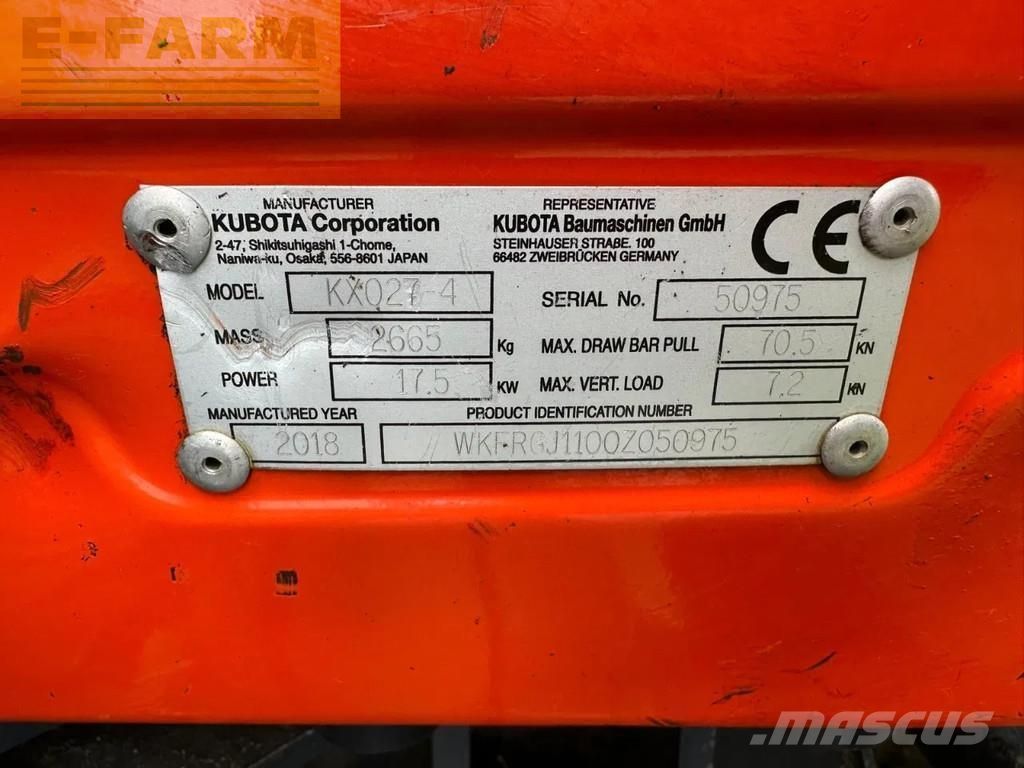 E-FARM
MANUFACTURER
KUBOTA Corporation
2-47, Shikitsuhigashi 1-Chome,
Naniwa-ku, Osaka, 556-8601 JAPAN
REPRESENTATIVE
KUBOTA Baumaschinen GmbH
STEINHAUSER STRAßE. 100
66482 ZWEIBRÜCKEN GERMANY
CE
MODEL KX027-4 SERIAL No. 50975
MASS 2665 Kg MAX. DRAW BAR PULL 70.5 KN
POWER 17.5 KW MAX. VERT. LOAD 7.2 KN
MANUFACTURED YEAR PRODUCT IDENTIFICATION NUMBER
2018 WKFRGJ1100Z050975
MASCUS